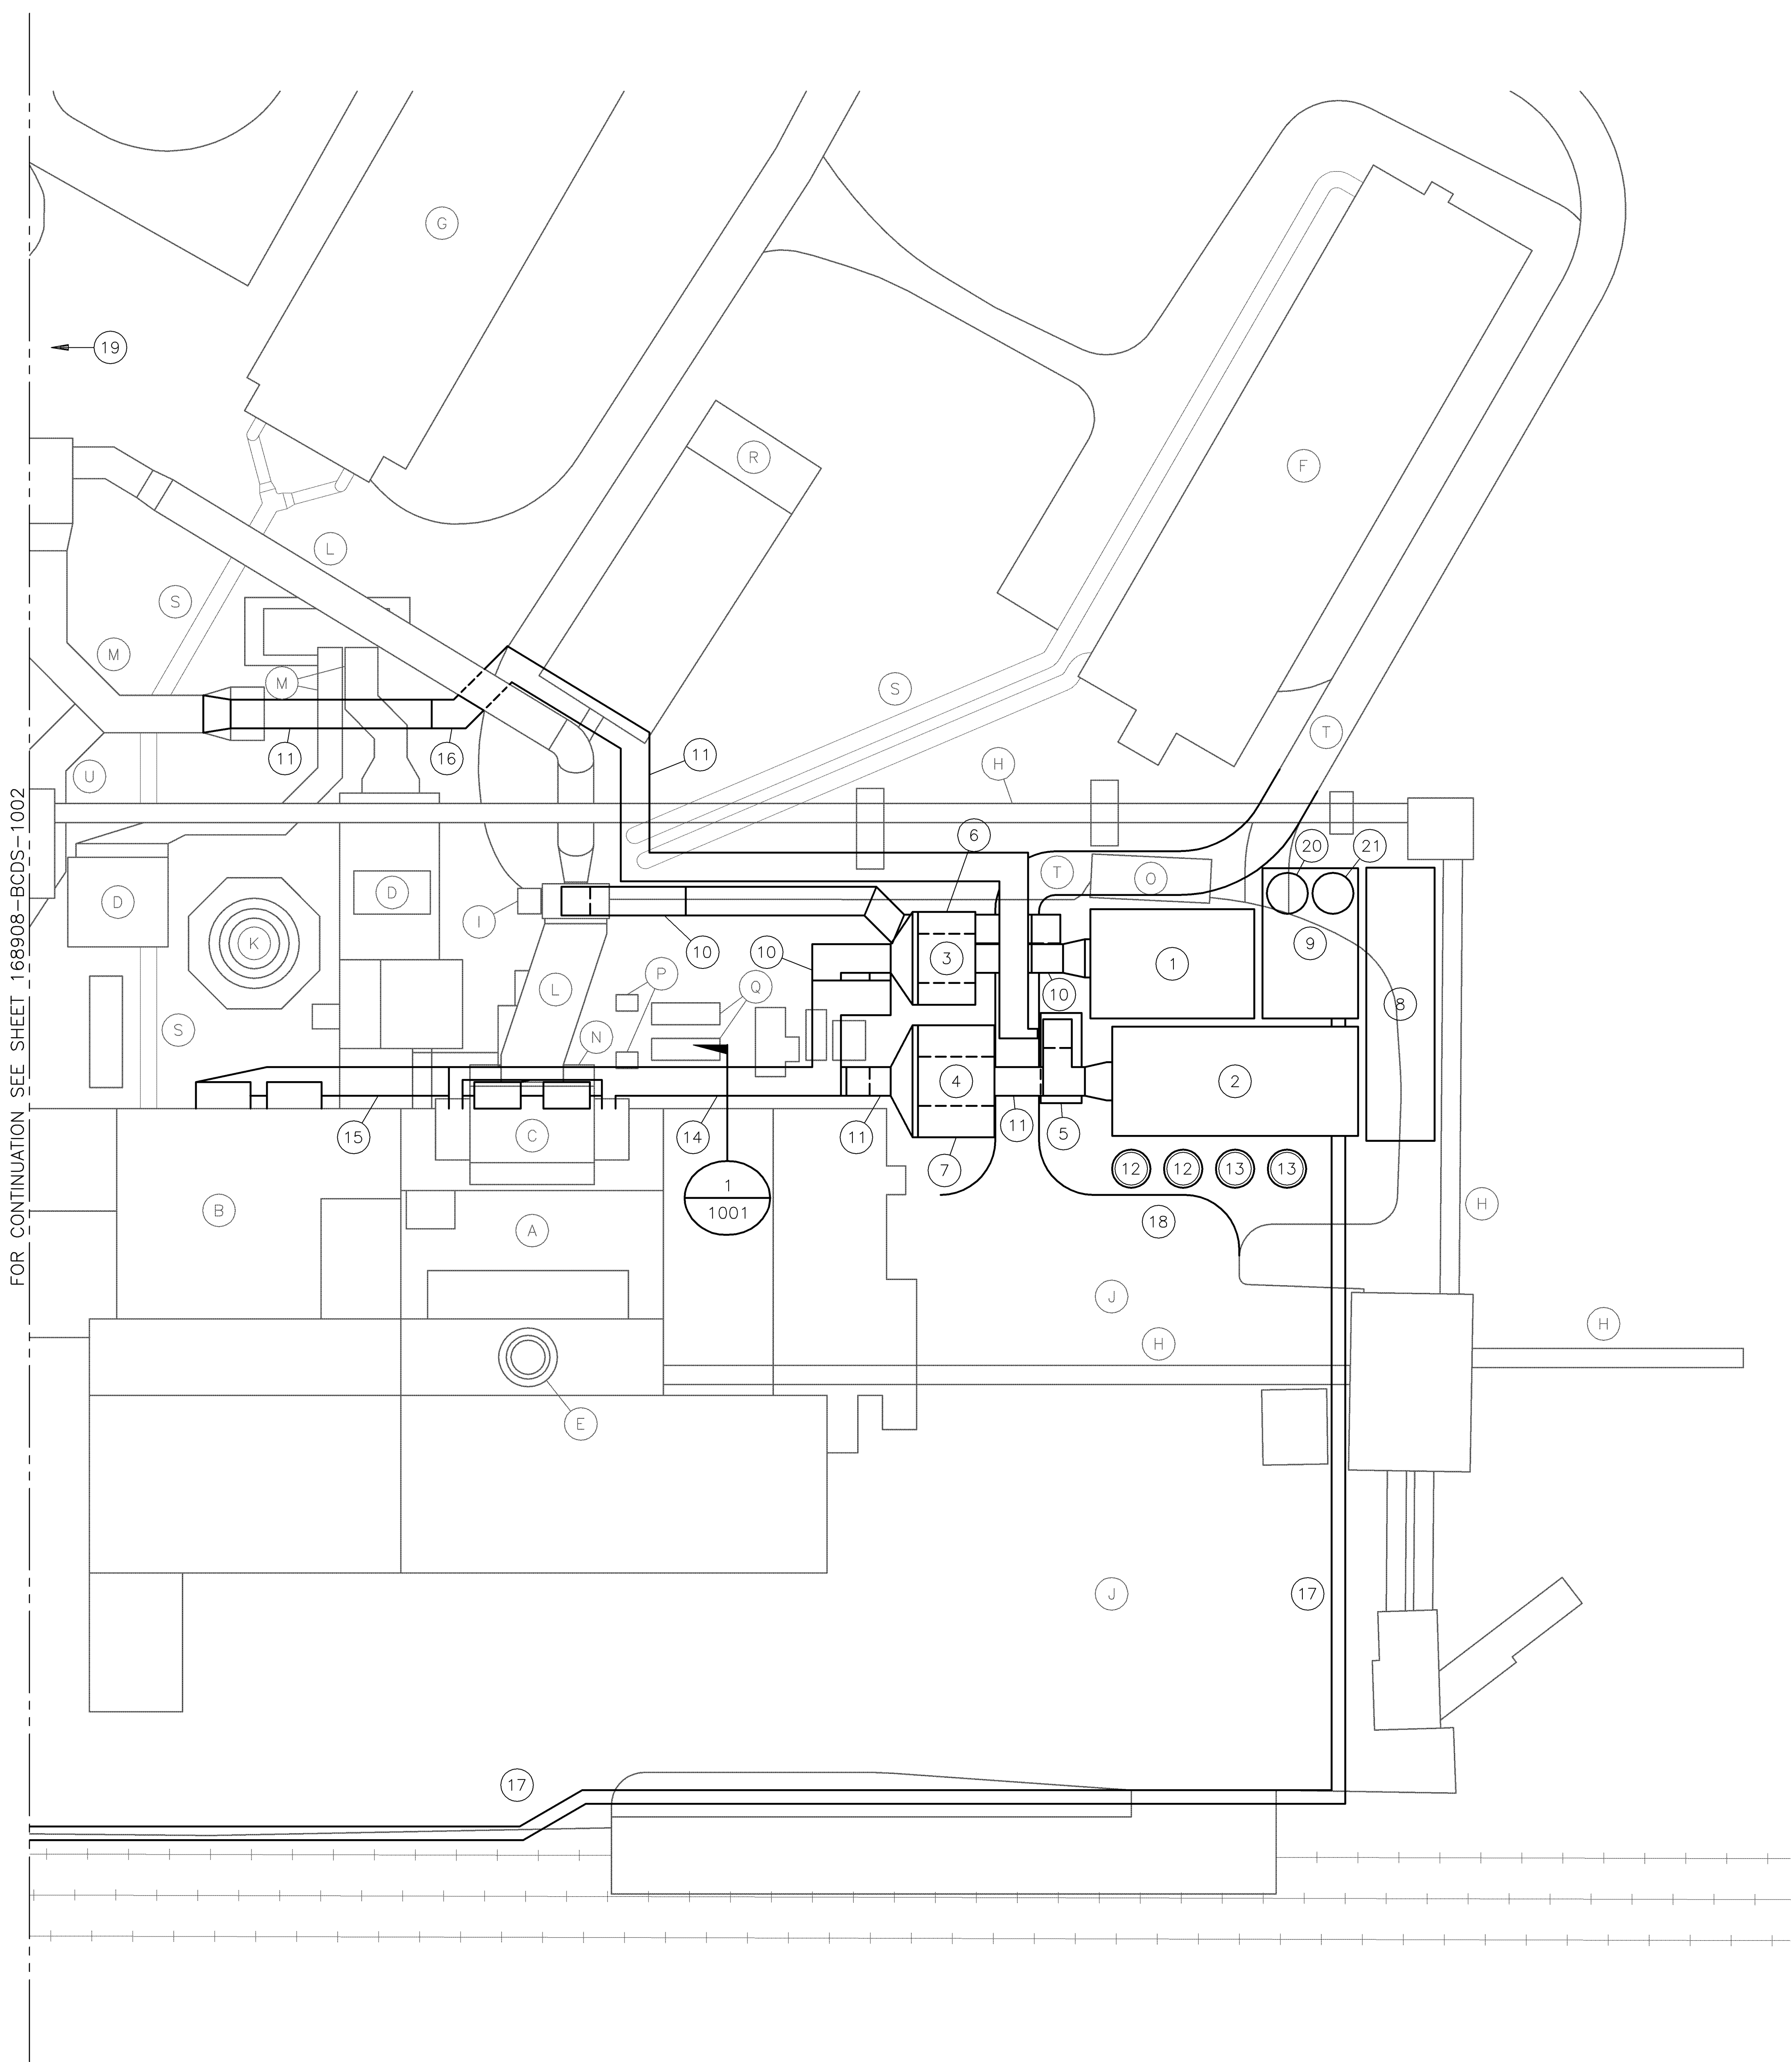 G
19
R
F
L
S
M
M
S
T
11
16
11
H
U
6
20
21
D
D
T
O
I
K
10
10
3
1
9
P
L
Q
10
8
S
N
4
2
15
C
14
11
11
5
7
12
12
13
13
1
1001
B
A
18
H
J
H
H
E
J
17
17
FOR CONTINUATION SEE SHEET 168908-BCDS-1002